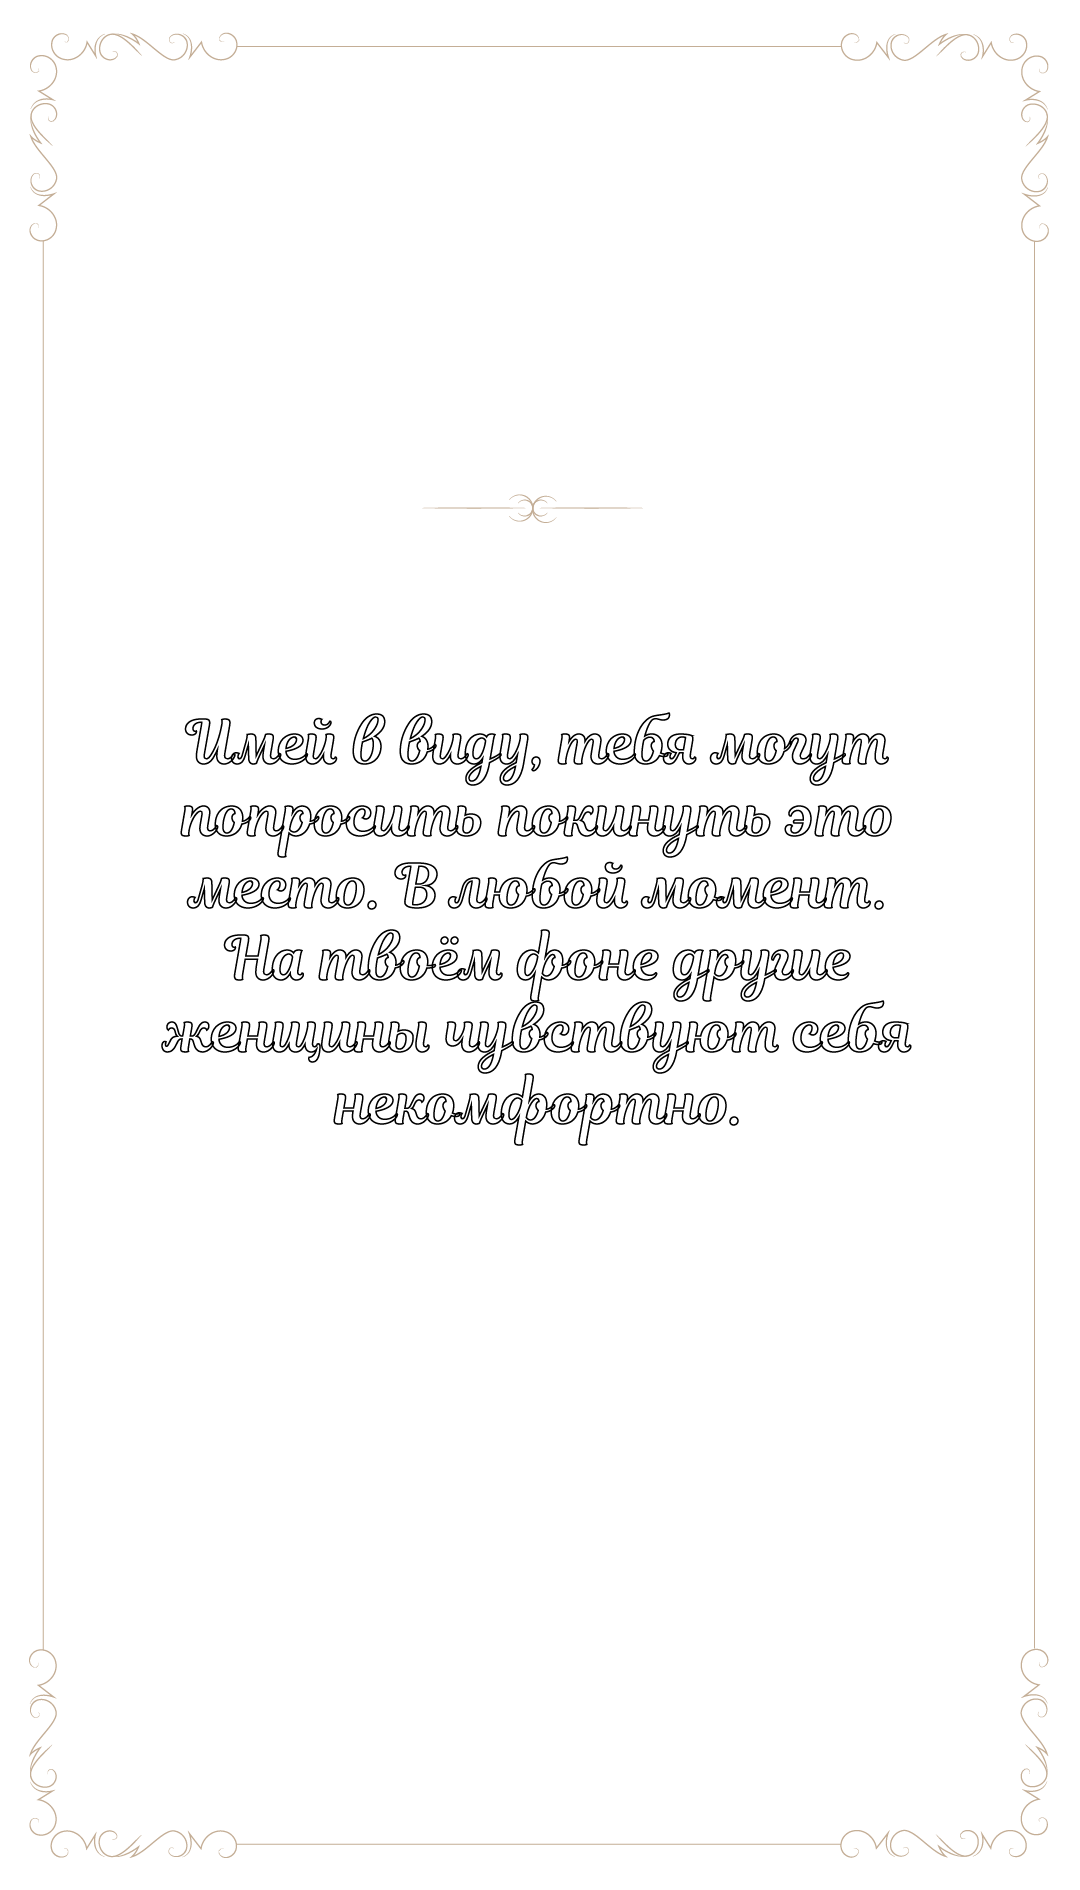 Имей в виду, тебя могут
попросить покинуть это
место. В любой момент.
На твоём фоне другие
женщины чувствуют себя
некомфортно.